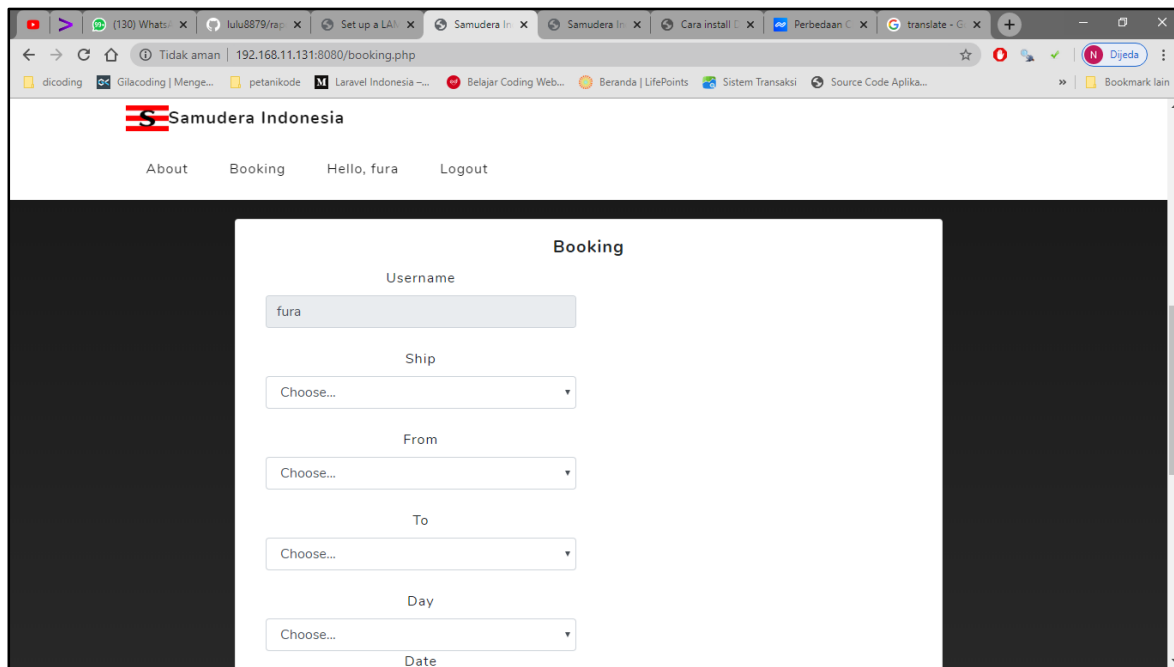 (130) WhatsA
lulu8879/rap
Set up a LAM
Samudera In
Samudera In
Cara install D
Perbedaan C
translate - G
Tidak aman | 192.168.11.131:8080/booking.php
N Dijeda
dicoding
Gilacoding | Menge...
petanikode
Laravel Indonesia –...
Belajar Coding Web...
Beranda | LifePoints
Sistem Transaksi
Source Code Aplika...
»
Bookmark lain
S Samudera Indonesia
About Booking Hello, fura Logout
Booking
Username
fura
Ship
Choose...
From
Choose...
To
Choose...
Day
Choose...
Date